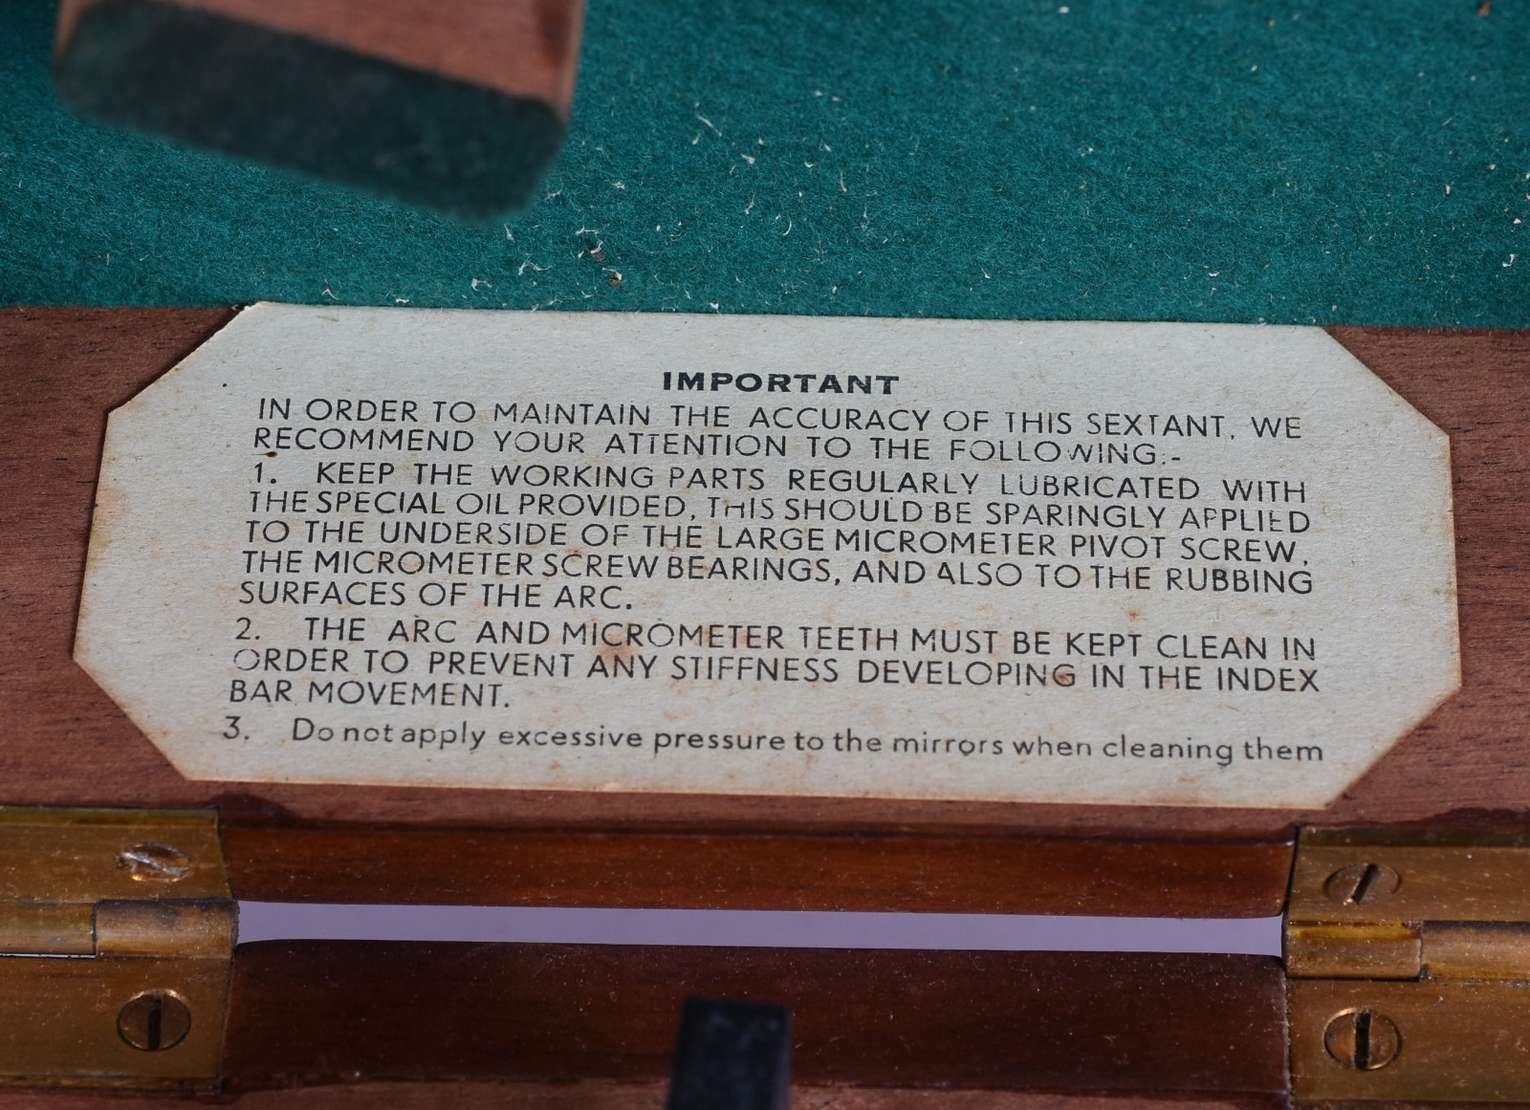 IMPORTANT
IN ORDER TO MAINTAIN THE ACCURACY OF THIS SEXTANT, WE
RECOMMEND YOUR ATTENTION TO THE FOLLOWING:-
1. KEEP THE WORKING PARTS REGULARLY LUBRICATED WITH
THE SPECIAL OIL PROVIDED, THIS SHOULD BE SPARINGLY APPLIED
TO THE UNDERSIDE OF THE LARGE MICROMETER PIVOT SCREW,
THE MICROMETER SCREW BEARINGS, AND ALSO TO THE RUBBING
SURFACES OF THE ARC.
2. THE ARC AND MICROMETER TEETH MUST BE KEPT CLEAN IN
ORDER TO PREVENT ANY STIFFNESS DEVELOPING IN THE INDEX
BAR MOVEMENT.
3. Do not apply excessive pressure to the mirrors when cleaning them